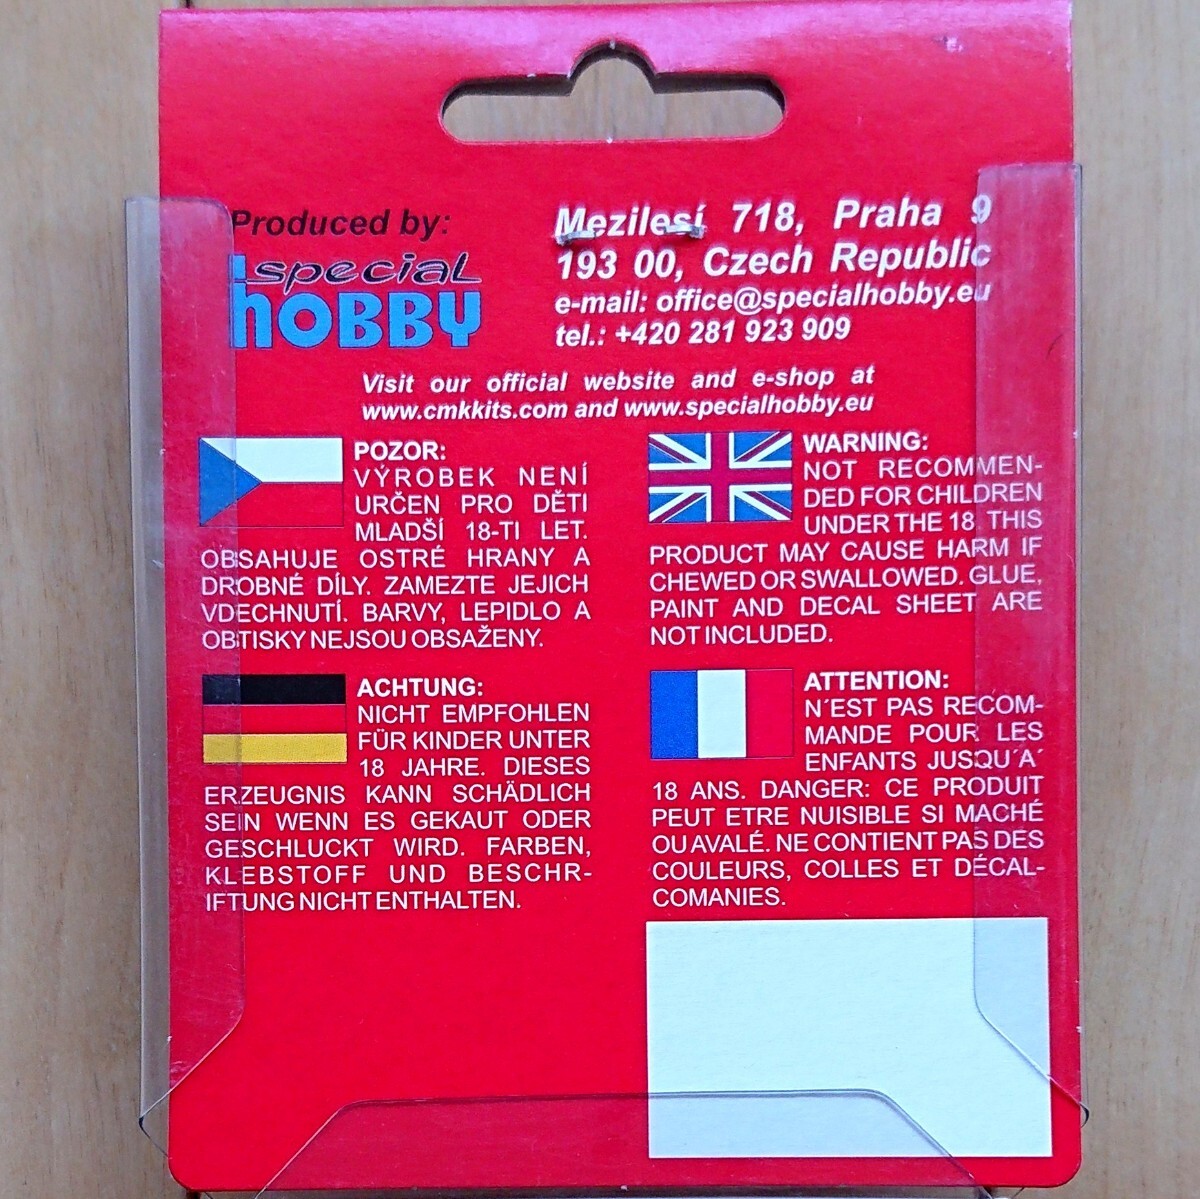 Produced by:
special
hOBBY
Mezilesí 718, Praha 9
193 00, Czech Republic
e-mail: office@specialhobby.eu
tel.: +420 281 923 909
Visit our official website and e-shop at
www.cmkkits.com and www.specialhobby.eu
POZOR:
VÝROBEK NENÍ
URČEN PRO DĚTI
MLADŠÍ 18-TI LET.
OBSAHUJE OSTRÉ HRANY A
DROBNÉ DÍLY. ZAMEZTE JEJICH
VDECHNUTÍ. BARVY, LEPIDLO A
OBTISKY NEJSOU OBSAŽENY.
WARNING:
NOT RECOMMEN-
DED FOR CHILDREN
UNDER THE 18. THIS
PRODUCT MAY CAUSE HARM IF
CHEWED OR SWALLOWED. GLUE,
PAINT AND DECAL SHEET ARE
NOT INCLUDED.
ACHTUNG:
NICHT EMPFOHLEN
FÜR KINDER UNTER
18 JAHRE. DIESES
ERZEUGNIS KANN SCHÄDLICH
SEIN WENN ES GEKAUT ODER
GESCHLUCKT WIRD. FARBEN,
KLEBSTOFF UND BESCHR-
IFTUNG NICHT ENTHALTEN.
ATTENTION:
N´EST PAS RECOM-
MANDE POUR LES
ENFANTS JUSQU´A´
18 ANS. DANGER: CE PRODUIT
PEUT ETRE NUISIBLE SI MACHÉ
OU AVALÉ. NE CONTIENT PAS DES
COULEURS, COLLES ET DÉCAL-
COMANIES.